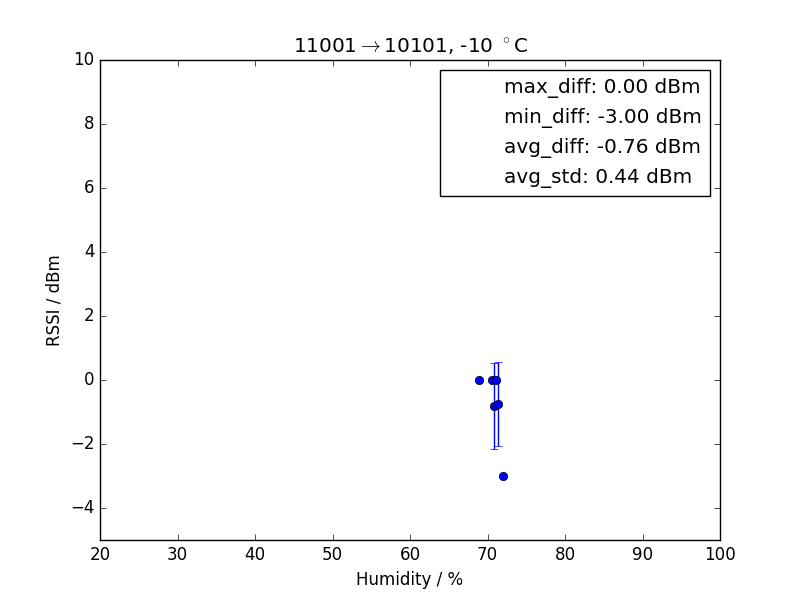 11001→10101, -10 °C
max_diff: 0.00 dBm
min_diff: -3.00 dBm
avg_diff: -0.76 dBm
avg_std: 0.44 dBm
10
8
6
4
2
0
−2
−4
RSSI / dBm
20 30 40 50 60 70 80 90 100
Humidity / %